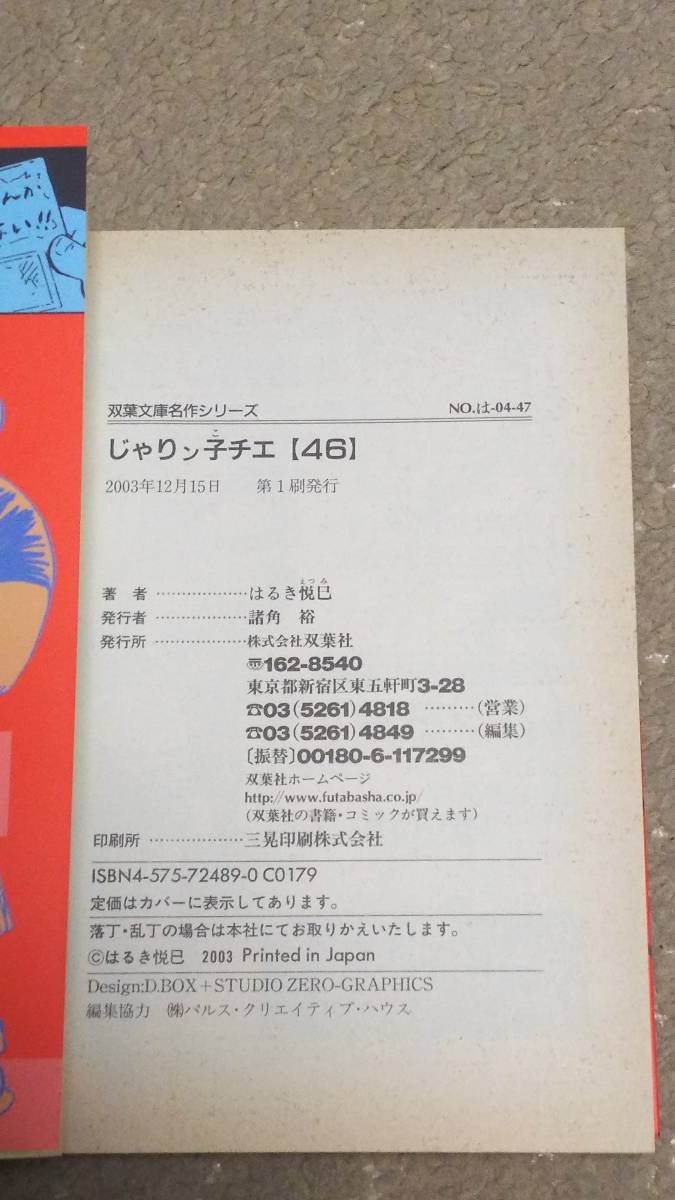 んか
ない!!
双葉文庫名作シリーズ NO.は-04-47
じゃりン子チエ【46】
2003年12月15日 第1刷発行
著 者 ………………はるき悦巳
発行者 ………………諸角 裕
発行所 ………………株式会社双葉社
〠162-8540
東京都新宿区東五軒町3-28
☎03(5261)4818 ………(営業)
☎03(5261)4849 ………(編集)
〔振替〕00180-6-117299
双葉社ホームページ
http://www.futabasha.co.jp/
(双葉社の書籍・コミックが買えます)
印刷所 ………………三晃印刷株式会社
ISBN4-575-72489-0 C0179
定価はカバーに表示してあります。
落丁・乱丁の場合は本社にてお取りかえいたします。
©はるき悦巳 2003 Printed in Japan
Design:D.BOX+STUDIO ZERO-GRAPHICS
編集協力 ㈱パルス・クリエイティブ・ハウス